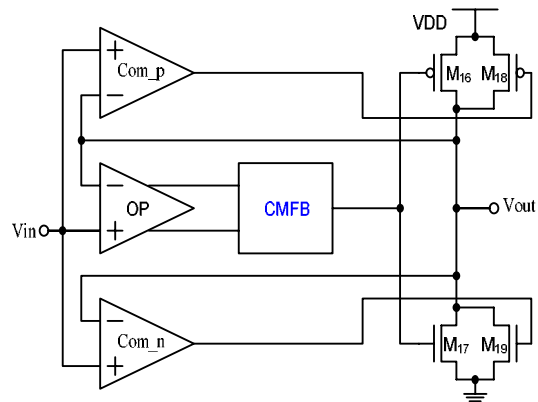 VDD
+
Com_p
−
M16
M18
−
OP
+
CMFB
Vin
Vout
−
Com_n
+
M17
M19